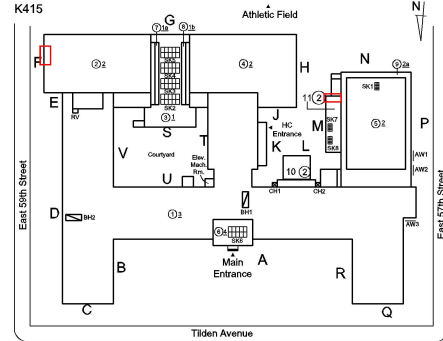 K415
Athletic Field
N
G
7 1a
8 1b
F
2 2
SK5
SK4
SK3
SK2
4 2
H
N
9 2a
SK1
11 2
E
RV
3 1
S
J
HC
Entrance
M
SK7
SK8
5 2
P
V
Courtyard
T
K
L
Elev.
Mach.
Rm.
U
10 2
AW1
AW2
CH1
CH2
East 59th Street
East 57th Street
D
BH2
1 3
BH1
AW3
6 4
SK6
B
Main
Entrance
A
R
C
Q
Tilden Avenue